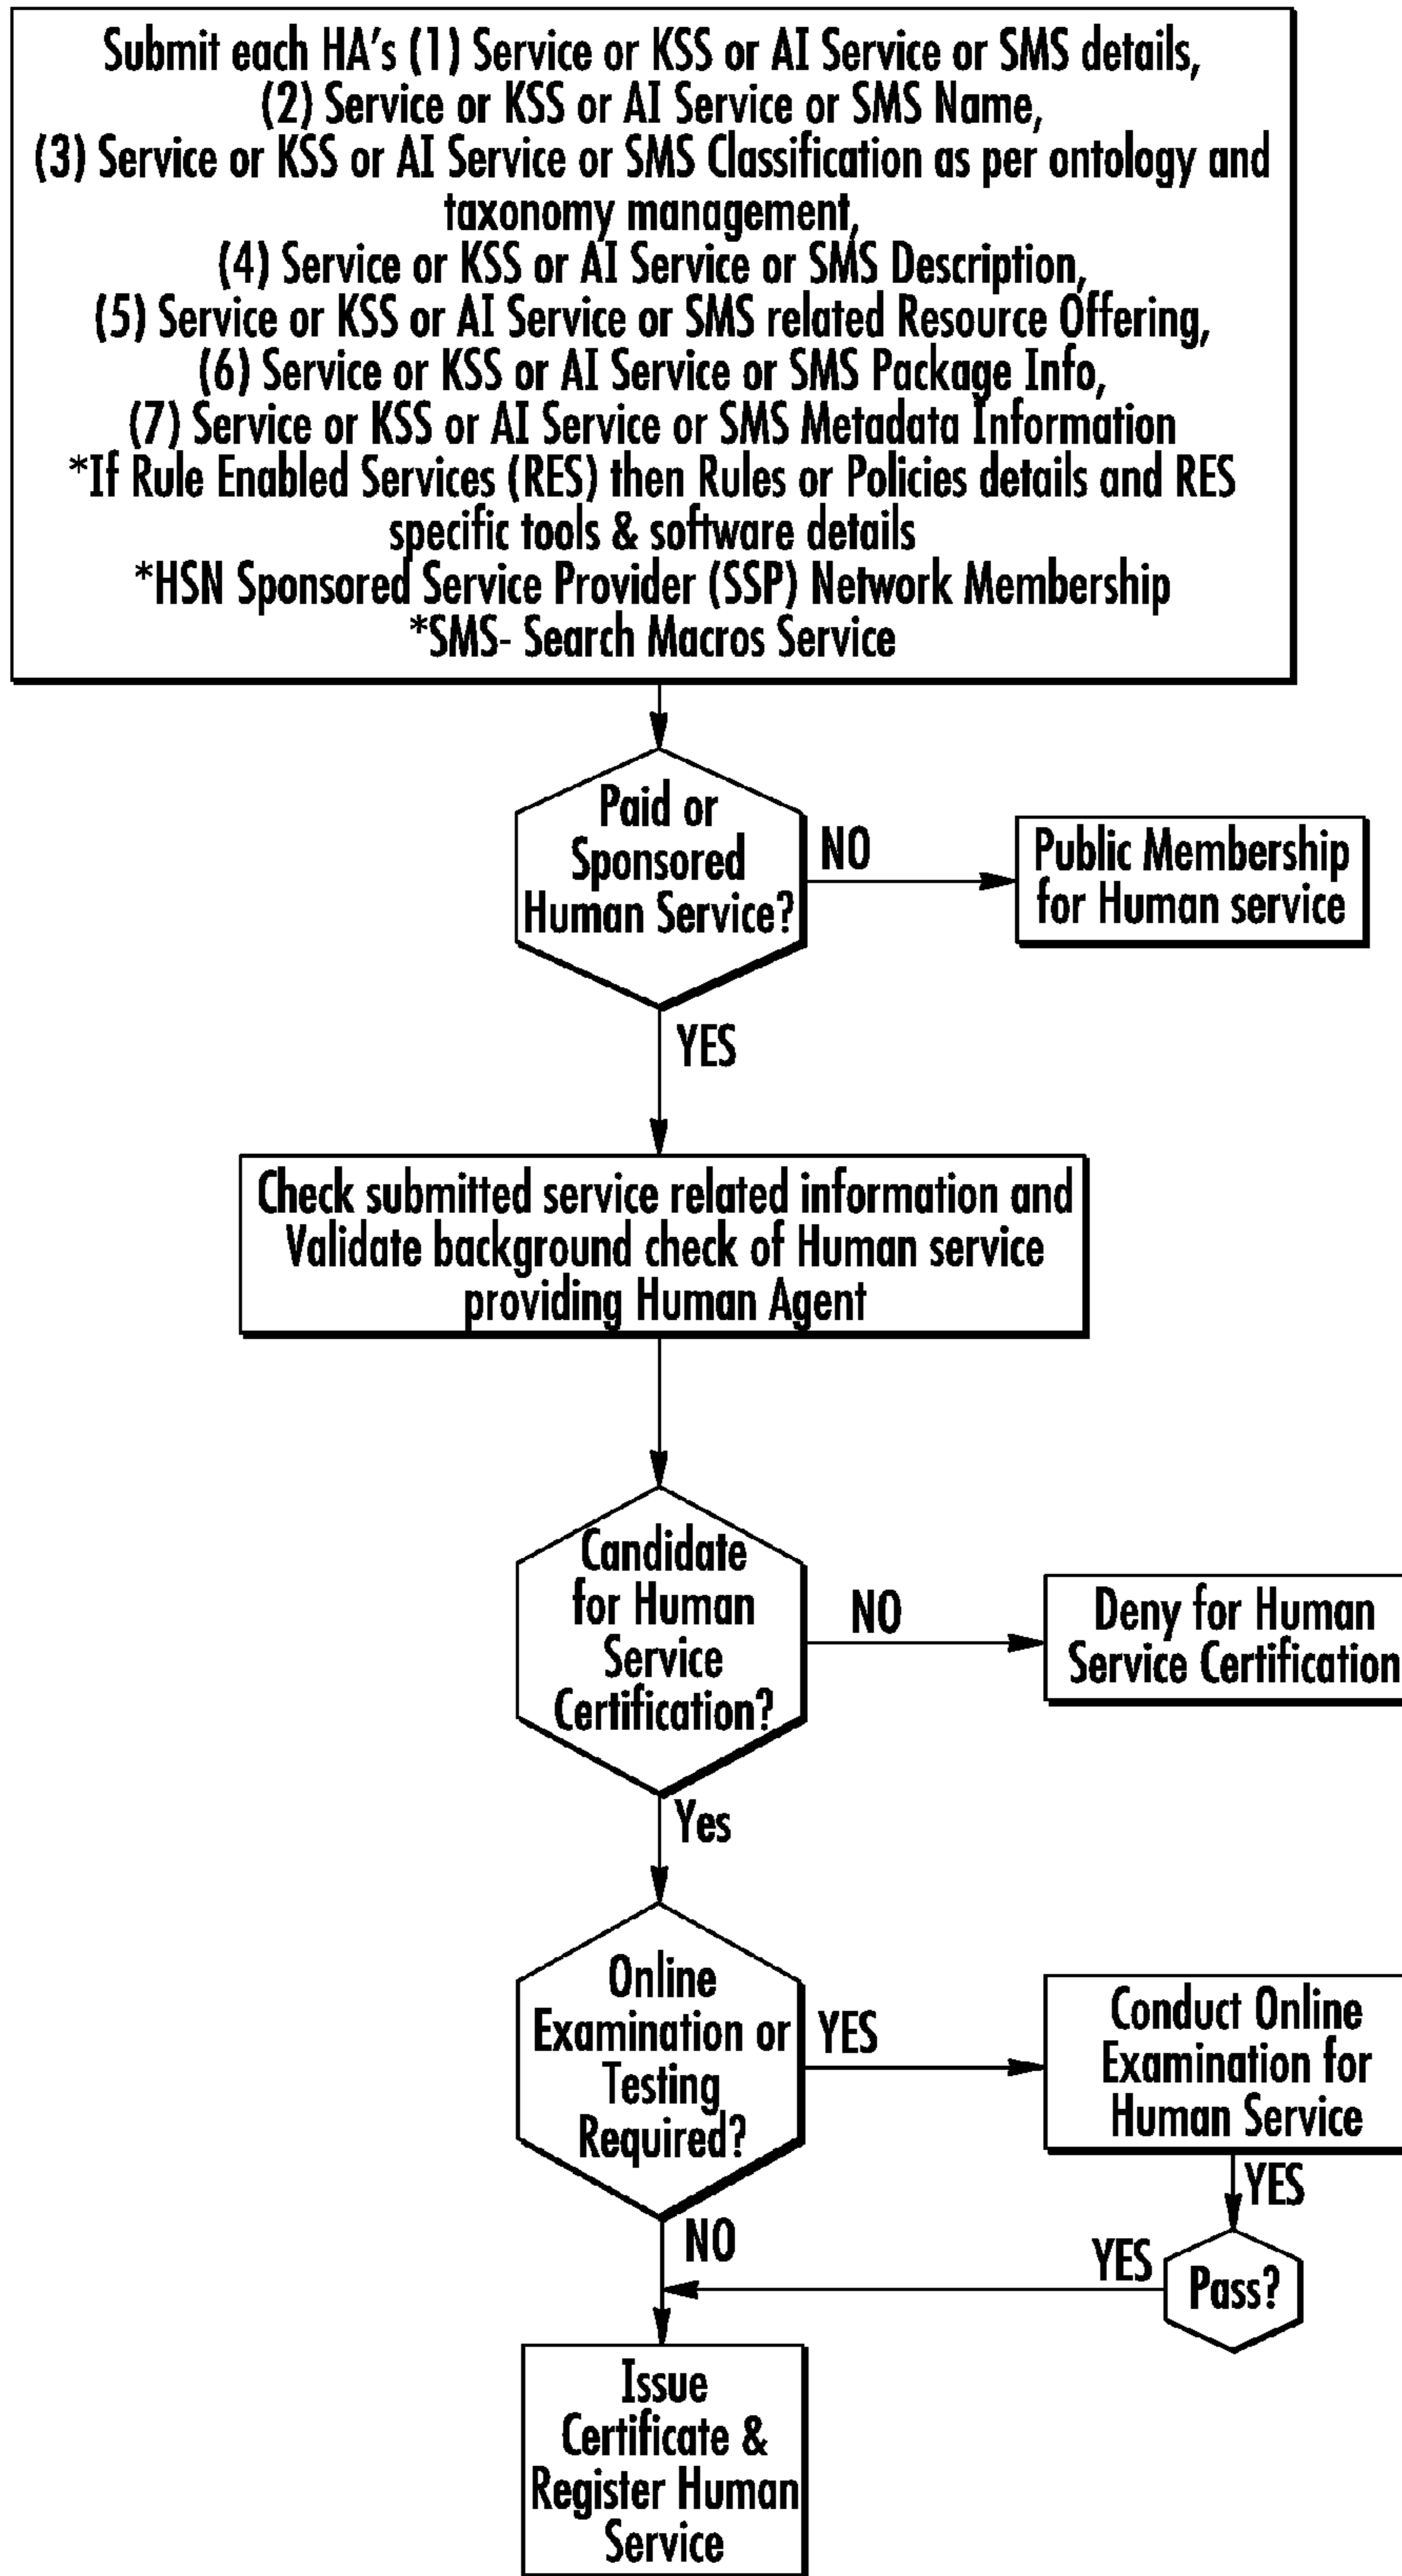 Submit each HA's (1) Service or KSS or AI Service or SMS details,
(2) Service or KSS or AI Service or SMS Name,
(3) Service or KSS or AI Service or SMS Classification as per ontology and
taxonomy management,
(4) Service or KSS or AI Service or SMS Description,
(5) Service or KSS or AI Service or SMS related Resource Offering,
(6) Service or KSS or AI Service or SMS Package Info,
(7) Service or KSS or AI Service or SMS Metadata Information
*If Rule Enabled Services (RES) then Rules or Policies details and RES
specific tools & software details
*HSN Sponsored Service Provider (SSP) Network Membership
*SMS- Search Macros Service
Paid or
Sponsored
Human Service?
NO
Public Membership
for Human service
YES
Check submitted service related information and
Validate background check of Human service
providing Human Agent
Candidate
for Human
Service
Certification?
NO
Deny for Human
Service Certification
Yes
Online
Examination or
Testing
Required?
YES
Conduct Online
Examination for
Human Service
YES
Pass?
YES
NO
Issue
Certificate &
Register Human
Service